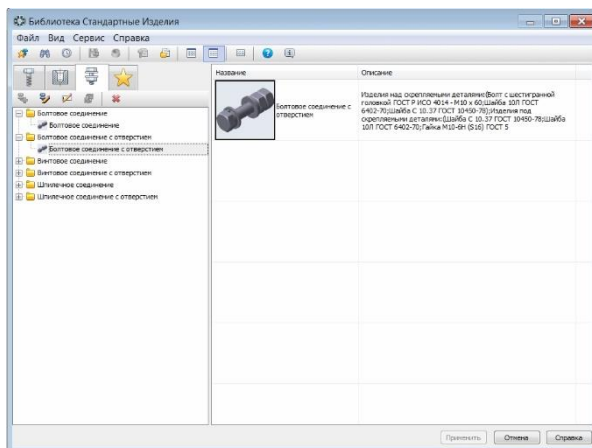 Библиотека Стандартные Изделия
Файл Вид Сервис Справка
Название
Описание
Болтовое соединение
Болтовое соединение
Болтовое соединение с отверстием
Болтовое соединение с отверстием
Винтовое соединение
Винтовое соединение с отверстием
Шпилечное соединение
Шпилечное соединение с отверстием
Болтовое соединение с
отверстием
Изделия над скрепляемыми деталями:(Болт с шестигранной
головкой ГОСТ Р ИСО 4014 - М10 x 60;Шайба 10Л ГОСТ
6402-70;Шайба С 10.37 ГОСТ 10450-78);Изделия под
скрепляемыми деталями:(Шайба С 10.37 ГОСТ 10450-78;Шайба
10Л ГОСТ 6402-70;Гайка М10-6Н (S16) ГОСТ 5
Применить
Отмена
Справка